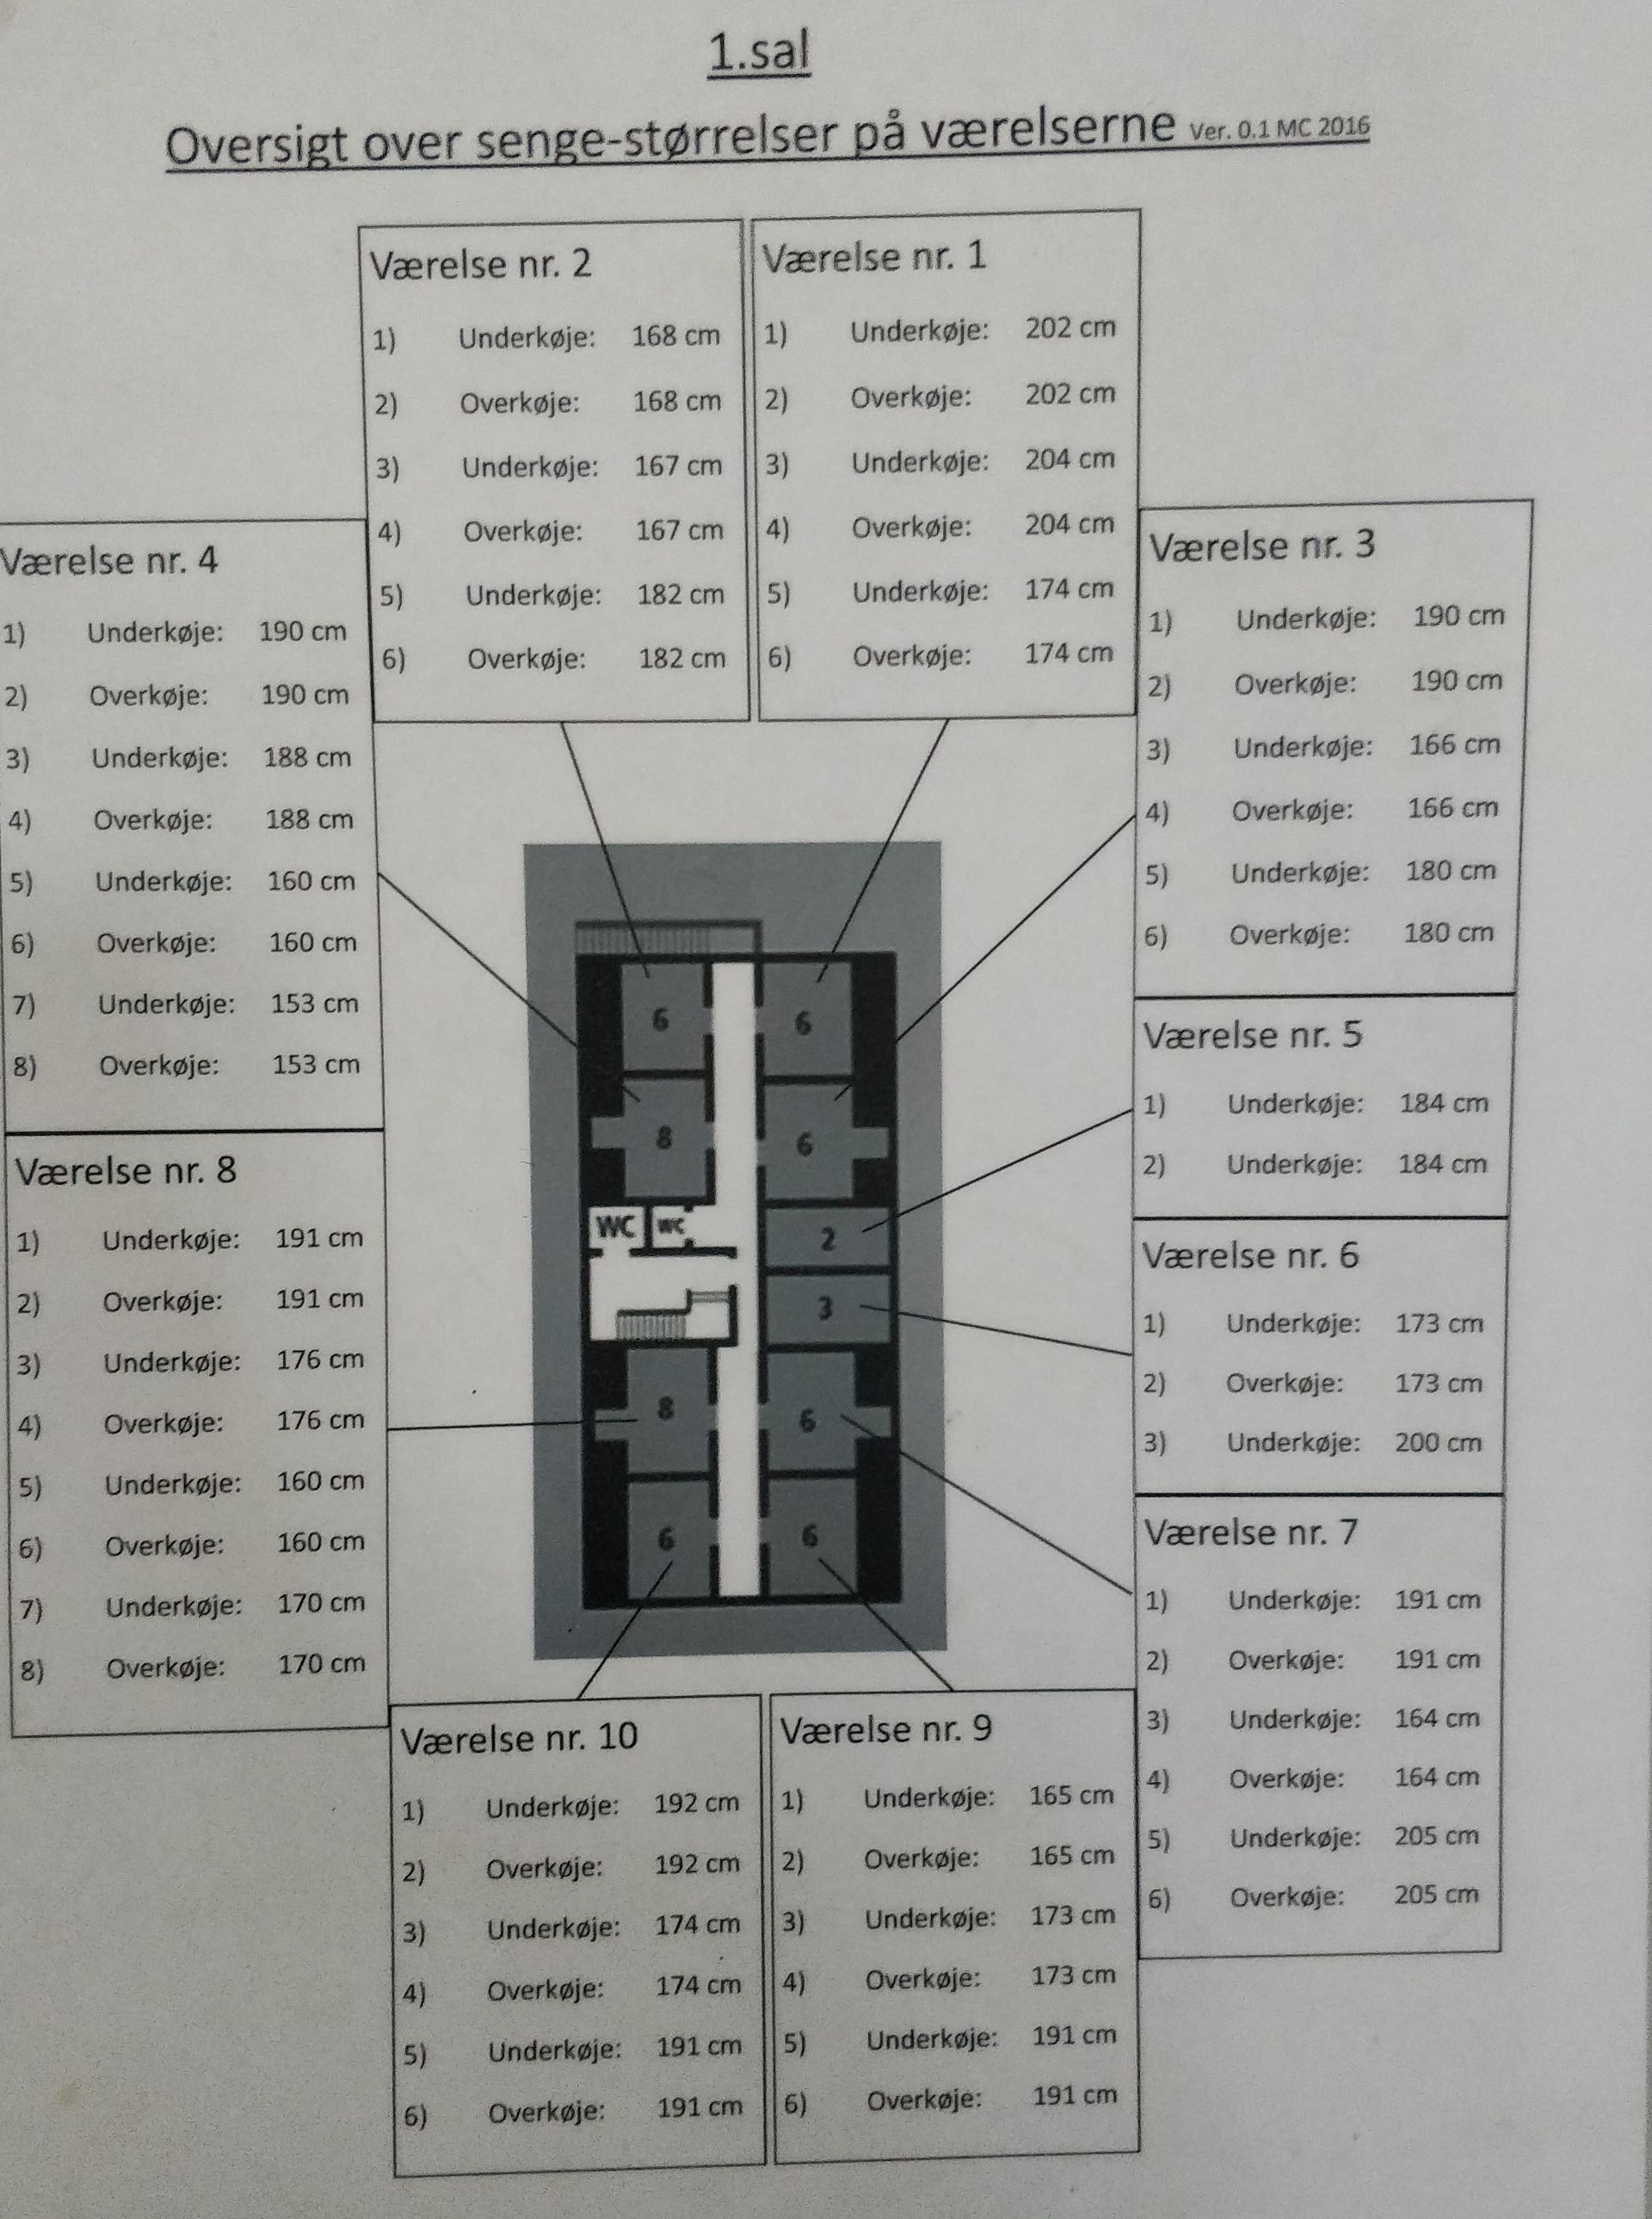 1.sal
Oversigt over senge-størrelser på værelserne Ver. 0.1 MC 2016
Værelse nr. 2
1) Underkøje: 168 cm
2) Overkøje: 168 cm
3) Underkøje: 167 cm
4) Overkøje: 167 cm
5) Underkøje: 182 cm
6) Overkøje: 182 cm
Værelse nr. 1
1) Underkøje: 202 cm
2) Overkøje: 202 cm
3) Underkøje: 204 cm
4) Overkøje: 204 cm
5) Underkøje: 174 cm
6) Overkøje: 174 cm
Værelse nr. 4
1) Underkøje: 190 cm
2) Overkøje: 190 cm
3) Underkøje: 188 cm
4) Overkøje: 188 cm
5) Underkøje: 160 cm
6) Overkøje: 160 cm
7) Underkøje: 153 cm
8) Overkøje: 153 cm
Værelse nr. 3
1) Underkøje: 190 cm
2) Overkøje: 190 cm
3) Underkøje: 166 cm
4) Overkøje: 166 cm
5) Underkøje: 180 cm
6) Overkøje: 180 cm
Værelse nr. 5
1) Underkøje: 184 cm
2) Underkøje: 184 cm
Værelse nr. 8
1) Underkøje: 191 cm
2) Overkøje: 191 cm
3) Underkøje: 176 cm
4) Overkøje: 176 cm
5) Underkøje: 160 cm
6) Overkøje: 160 cm
7) Underkøje: 170 cm
8) Overkøje: 170 cm
6 6
8 6
WC WC 2
3
8 6
6 6
Værelse nr. 6
1) Underkøje: 173 cm
2) Overkøje: 173 cm
3) Underkøje: 200 cm
Værelse nr. 7
1) Underkøje: 191 cm
2) Overkøje: 191 cm
3) Underkøje: 164 cm
4) Overkøje: 164 cm
5) Underkøje: 205 cm
6) Overkøje: 205 cm
Værelse nr. 10
1) Underkøje: 192 cm
2) Overkøje: 192 cm
3) Underkøje: 174 cm
4) Overkøje: 174 cm
5) Underkøje: 191 cm
6) Overkøje: 191 cm
Værelse nr. 9
1) Underkøje: 165 cm
2) Overkøje: 165 cm
3) Underkøje: 173 cm
4) Overkøje: 173 cm
5) Underkøje: 191 cm
6) Overkøje: 191 cm